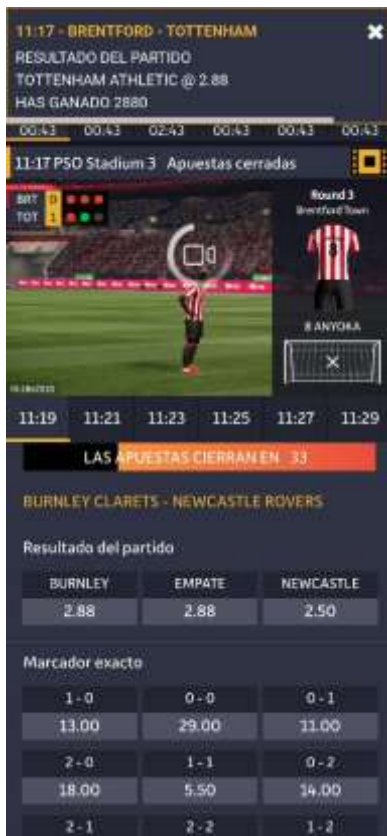 11:17 - BRENTFORD - TOTTENHAM
RESULTADO DEL PARTIDO
TOTTENHAM ATHLETIC @ 2.88
HAS GANADO 2880
00:43 00:43 02:43 00:43 00:43 00:43
11:17 PSO Stadium 3 Apuestas cerradas
BRT 0
TOT 1
Round 3
Brentford Town
8
8 ANYOKA
11:19 11:21 11:23 11:25 11:27 11:29
LAS APUESTAS CIERRAN EN 33
BURNLEY CLARETS - NEWCASTLE ROVERS
Resultado del partido
BURNLEY EMPATE NEWCASTLE
2.88 2.88 2.50
Marcador exacto
1 - 0 0 - 0 0 - 1
13.00 29.00 11.00
2 - 0 1 - 1 0 - 2
18.00 5.50 14.00
2 - 1 2 - 2 1 - 2